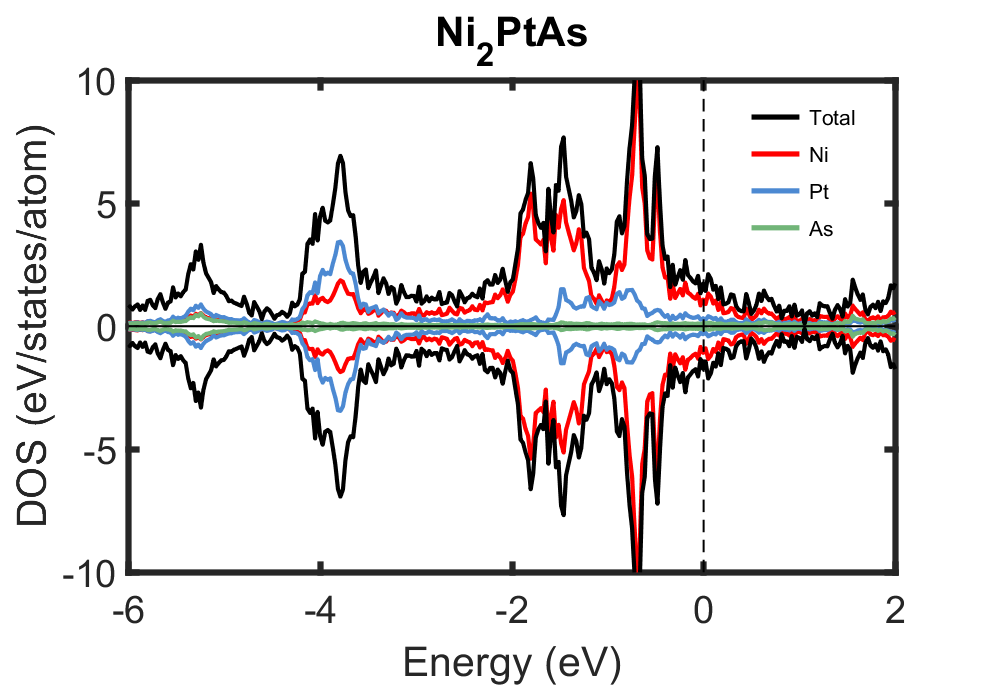 Ni2PtAs
DOS (eV/states/atom)
10
5
0
-5
-10
Total
Ni
Pt
As
-6 -4 -2 0 2
Energy (eV)